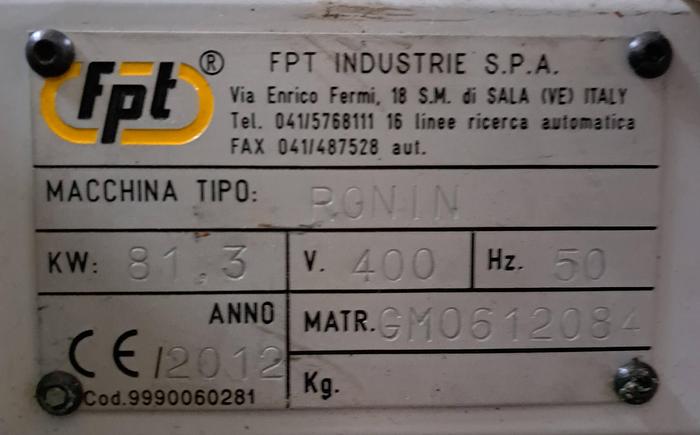 fpt ® FPT INDUSTRIE S.P.A.
Via Enrico Fermi, 18 S.M. di SALA (VE) ITALY
Tel. 041/5768111 16 linee ricerca automatica
FAX 041/487528 aut.
MACCHINA TIPO: RONIN
KW: 81.3 V. 400 Hz. 50
ANNO MATR. GM0612084
CE/2012
Kg.
Cod.9990060281